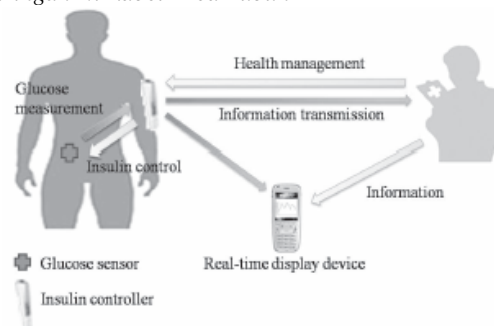 Health management
Glucose
measurement
Information transmission
Insulin control
Information
Real-time display device
Glucose sensor
Insulin controller